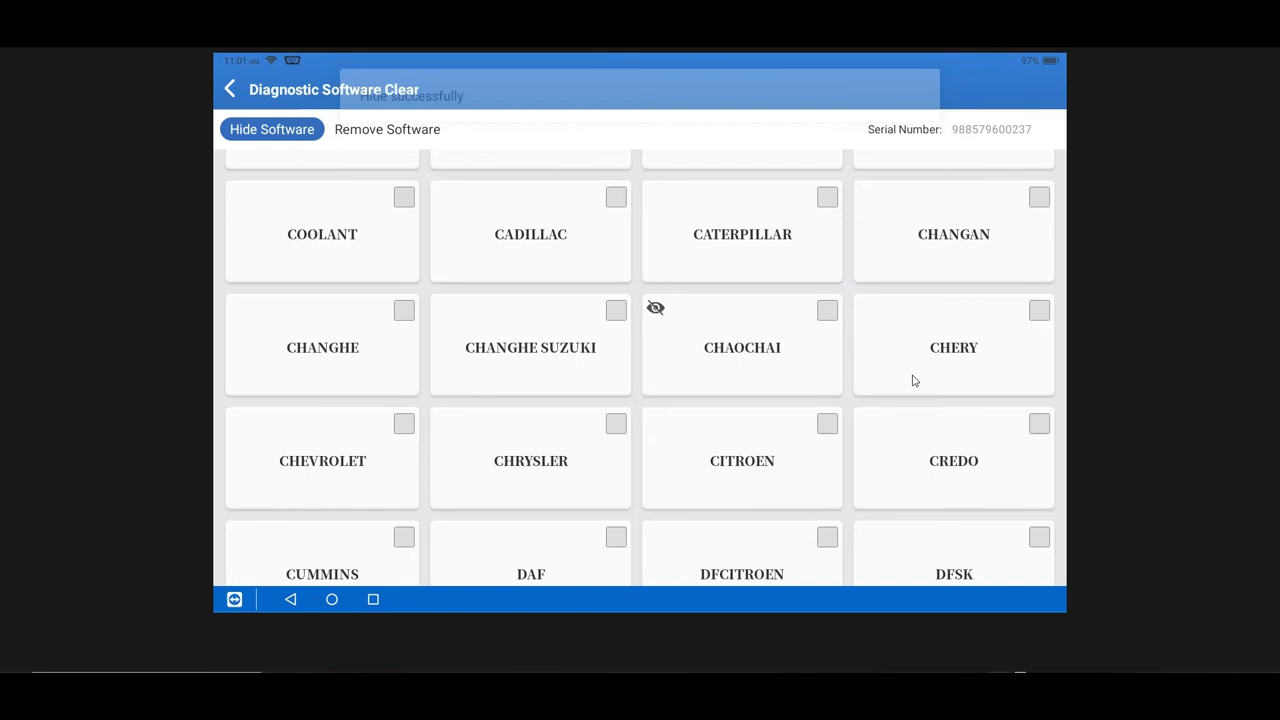 11:01 AM
97%
Diagnostic Software Clear
Hide successfully
Hide Software
Remove Software
Serial Number: 988579600237
COOLANT
CADILLAC
CATERPILLAR
CHANGAN
CHANGHE
CHANGHE SUZUKI
CHAOCHAI
CHERY
CHEVROLET
CHRYSLER
CITROEN
CREDO
CUMMINS
DAF
DFCITROEN
DFSK